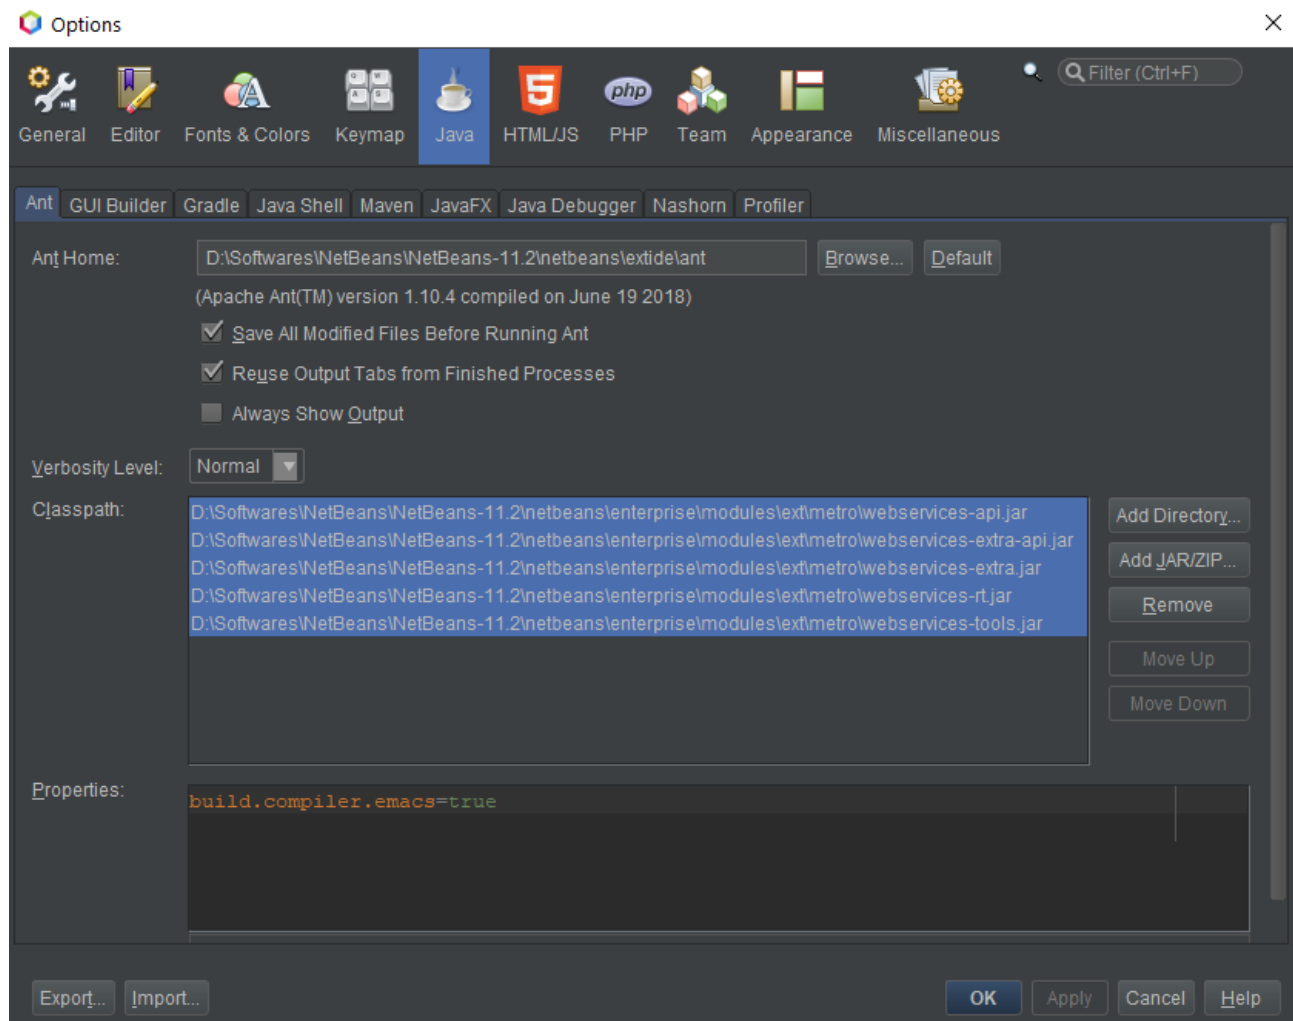 Options
Filter (Ctrl+F)
General Editor Fonts & Colors Keymap Java HTML/JS PHP Team Appearance Miscellaneous
Ant GUI Builder Gradle Java Shell Maven JavaFX Java Debugger Nashorn Profiler
Ant Home: D:\Softwares\NetBeans\NetBeans-11.2\netbeans\extide\ant Browse... Default
(Apache Ant(TM) version 1.10.4 compiled on June 19 2018)
Save All Modified Files Before Running Ant
Reuse Output Tabs from Finished Processes
Always Show Output
Verbosity Level: Normal
Classpath: D:\Softwares\NetBeans\NetBeans-11.2\netbeans\enterprise\modules\ext\metro\webservices-api.jar Add Directory...
D:\Softwares\NetBeans\NetBeans-11.2\netbeans\enterprise\modules\ext\metro\webservices-extra-api.jar
D:\Softwares\NetBeans\NetBeans-11.2\netbeans\enterprise\modules\ext\metro\webservices-extra.jar Add JAR/ZIP...
D:\Softwares\NetBeans\NetBeans-11.2\netbeans\enterprise\modules\ext\metro\webservices-rt.jar Remove
D:\Softwares\NetBeans\NetBeans-11.2\netbeans\enterprise\modules\ext\metro\webservices-tools.jar
Move Up
Move Down
Properties: build.compiler.emacs=true
Export... Import... OK Apply Cancel Help